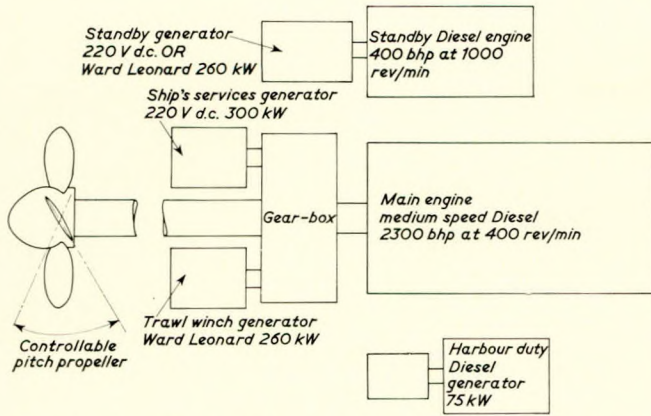 Standby generator
220 V d.c. OR
Ward Leonard 260 kW
Standby Diesel engine
400 bhp at 1000
rev/min
Ship's services generator
220 V d.c. 300 kW
Gear-box
Main engine
medium speed Diesel
2300 bhp at 400 rev/min
Trawl winch generator
Ward Leonard 260 kW
Controllable
pitch propeller
Harbour duty
Diesel
generator
75 kW